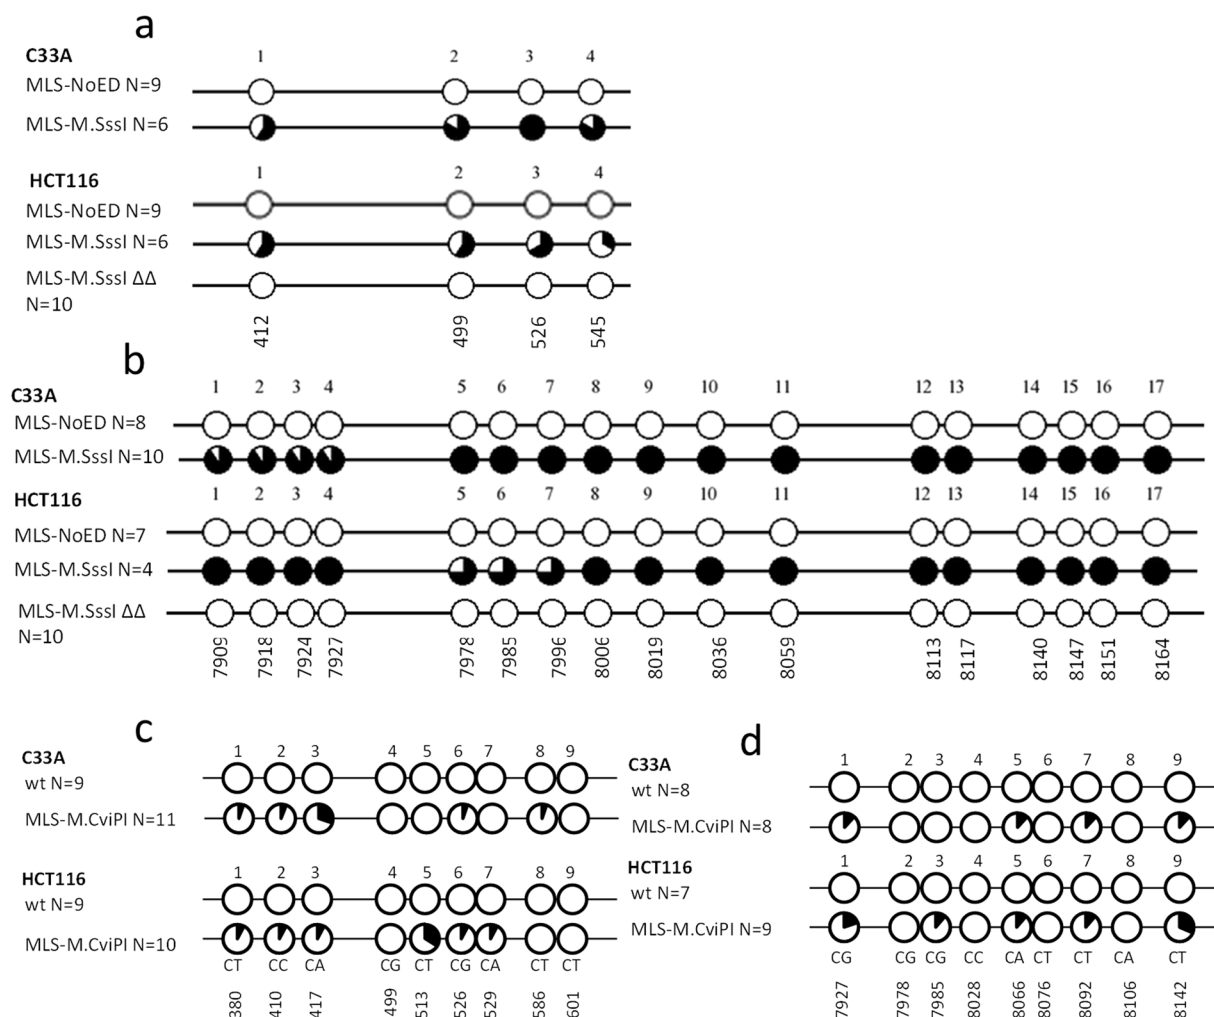 a
C33A
1 2 3 4
MLS-NoED N=9
MLS-M.SssI N=6
HCT116
1 2 3 4
MLS-NoED N=9
MLS-M.SssI N=6
MLS-M.SssI ΔΔ
N=10
412 499 526 545
b
C33A
1 2 3 4 5 6 7 8 9 10 11 12 13 14 15 16 17
MLS-NoED N=8
MLS-M.SssI N=10
HCT116
1 2 3 4 5 6 7 8 9 10 11 12 13 14 15 16 17
MLS-NoED N=7
MLS-M.SssI N=4
MLS-M.SssI ΔΔ
N=10
7909 7918 7924 7927 7978 7985 7996 8006 8019 8036 8059 8113 8117 8140 8147 8151 8164
c
C33A
1 2 3 4 5 6 7 8 9
wt N=9
MLS-M.CviPI N=11
HCT116
1 2 3 4 5 6 7 8 9
wt N=9
MLS-M.CviPI N=10
CT CC CA CG CT CG CA CT CT
380 410 417 499 513 526 529 586 601
d
C33A
1 2 3 4 5 6 7 8 9
wt N=8
MLS-M.CviPI N=8
HCT116
1 2 3 4 5 6 7 8 9
wt N=7
MLS-M.CviPI N=9
CG CG CG CC CA CT CT CA CT
7927 7978 7985 8028 8066 8076 8092 8106 8142